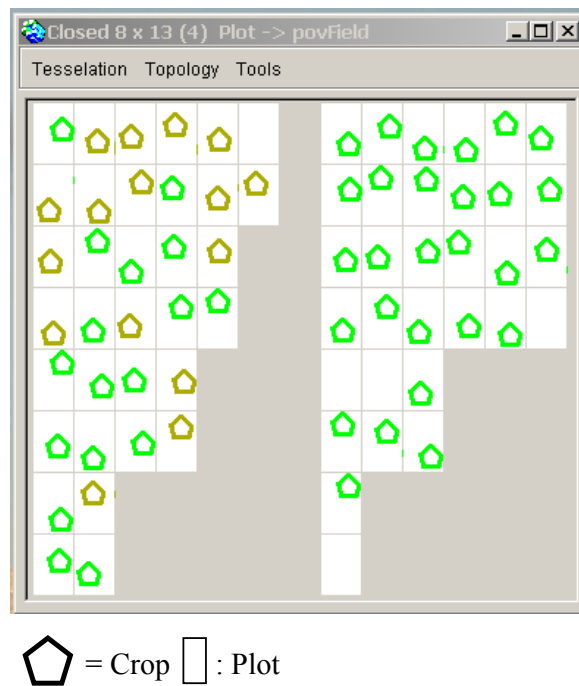 Closed 8 x 13 (4) Plot -> povField
Tesselation Topology Tools
= Crop : Plot